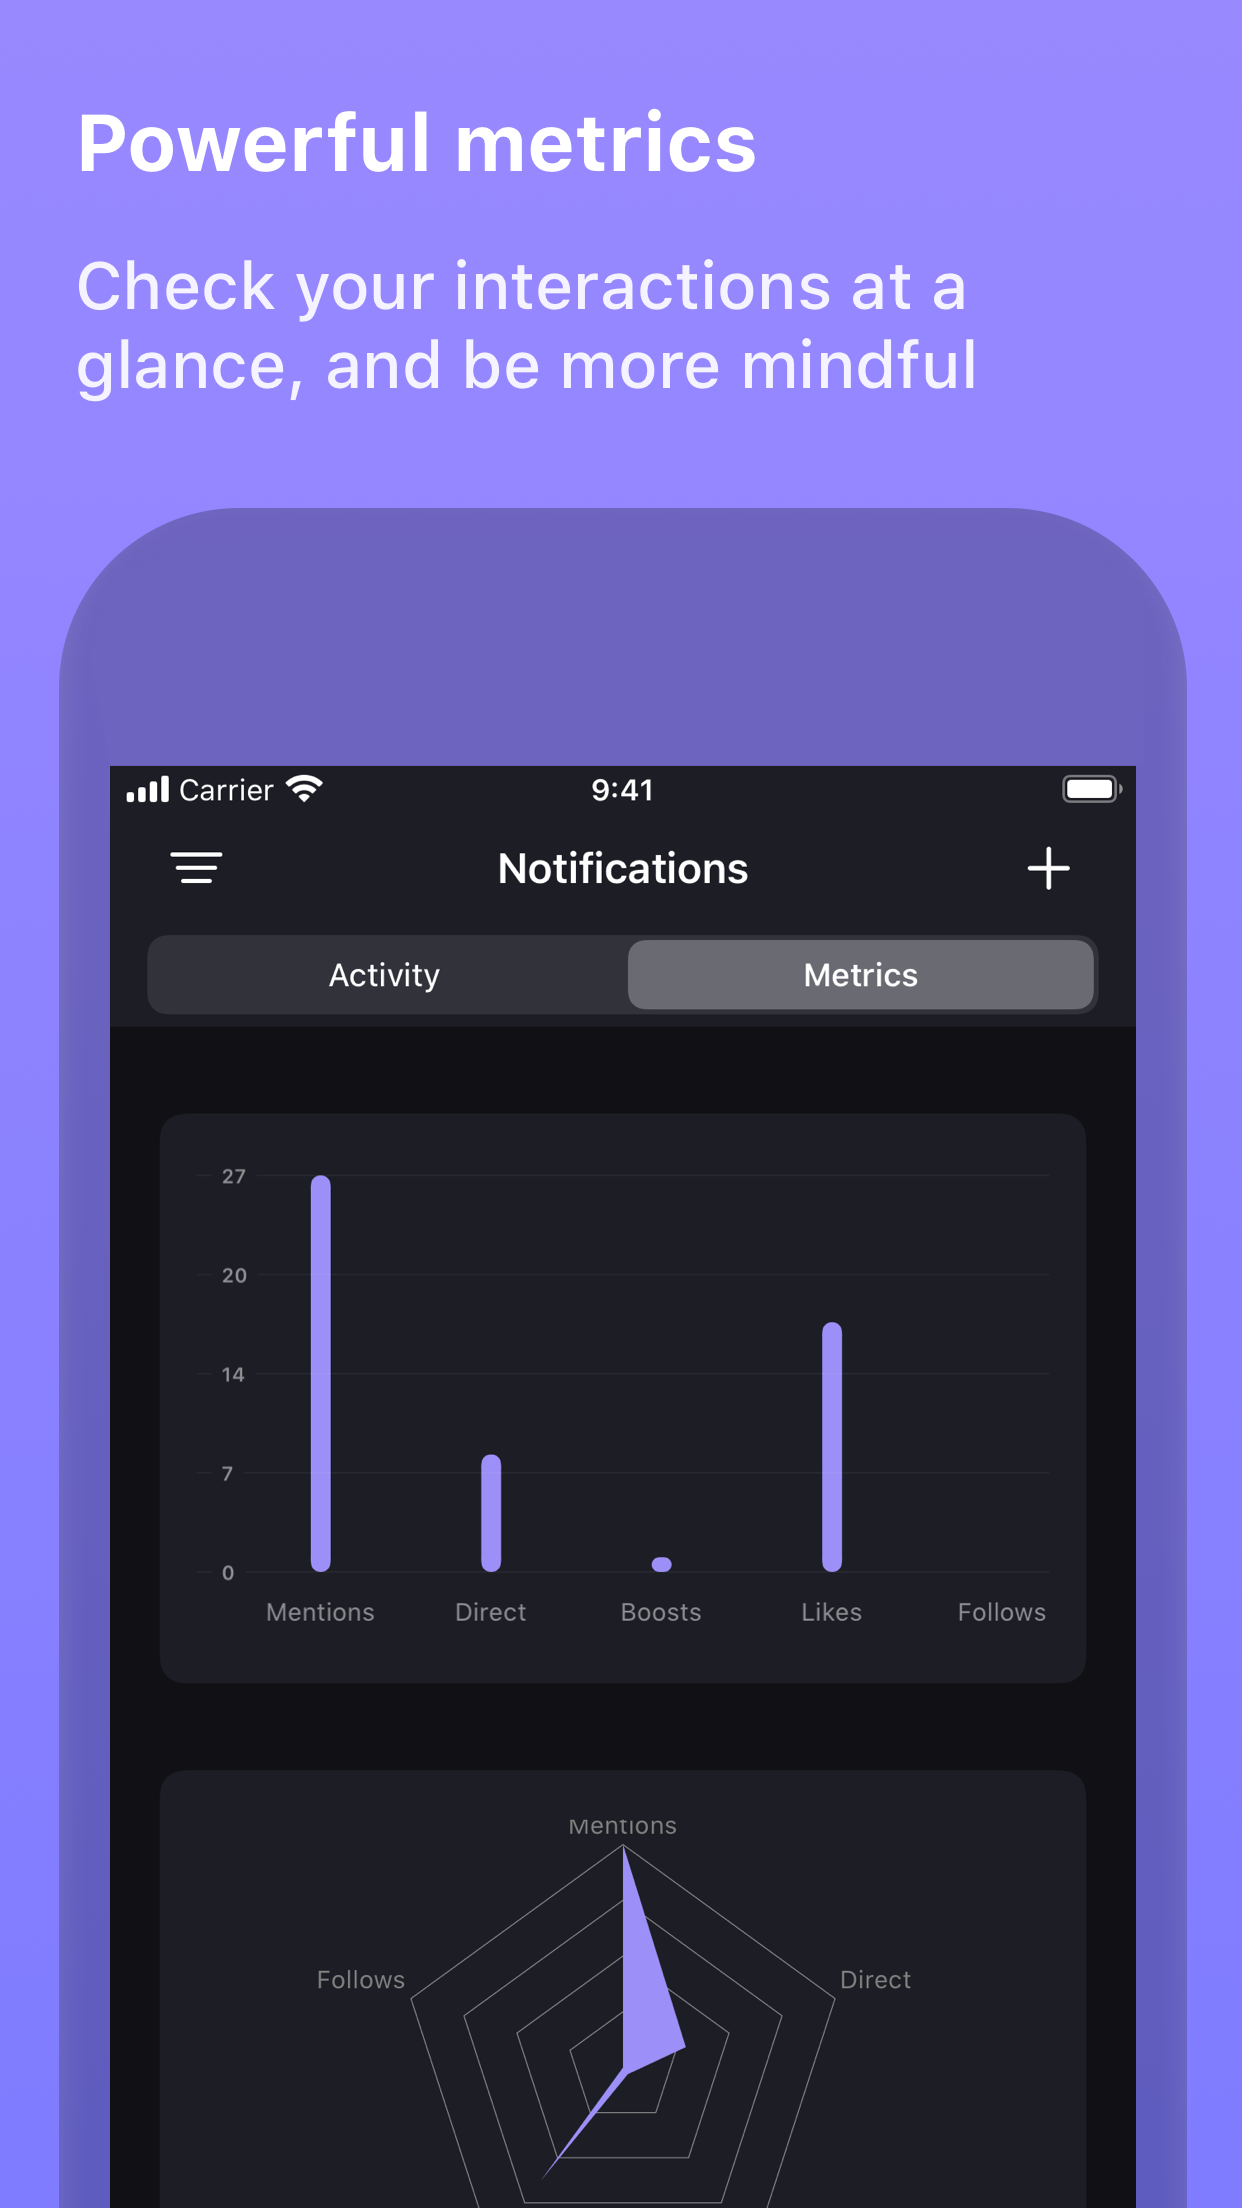 Powerful metrics
Check your interactions at a
glance, and be more mindful
Carrier 9:41
Notifications
Activity Metrics
27
20
14
7
0
Mentions Direct Boosts Likes Follows
Mentions
Follows Direct